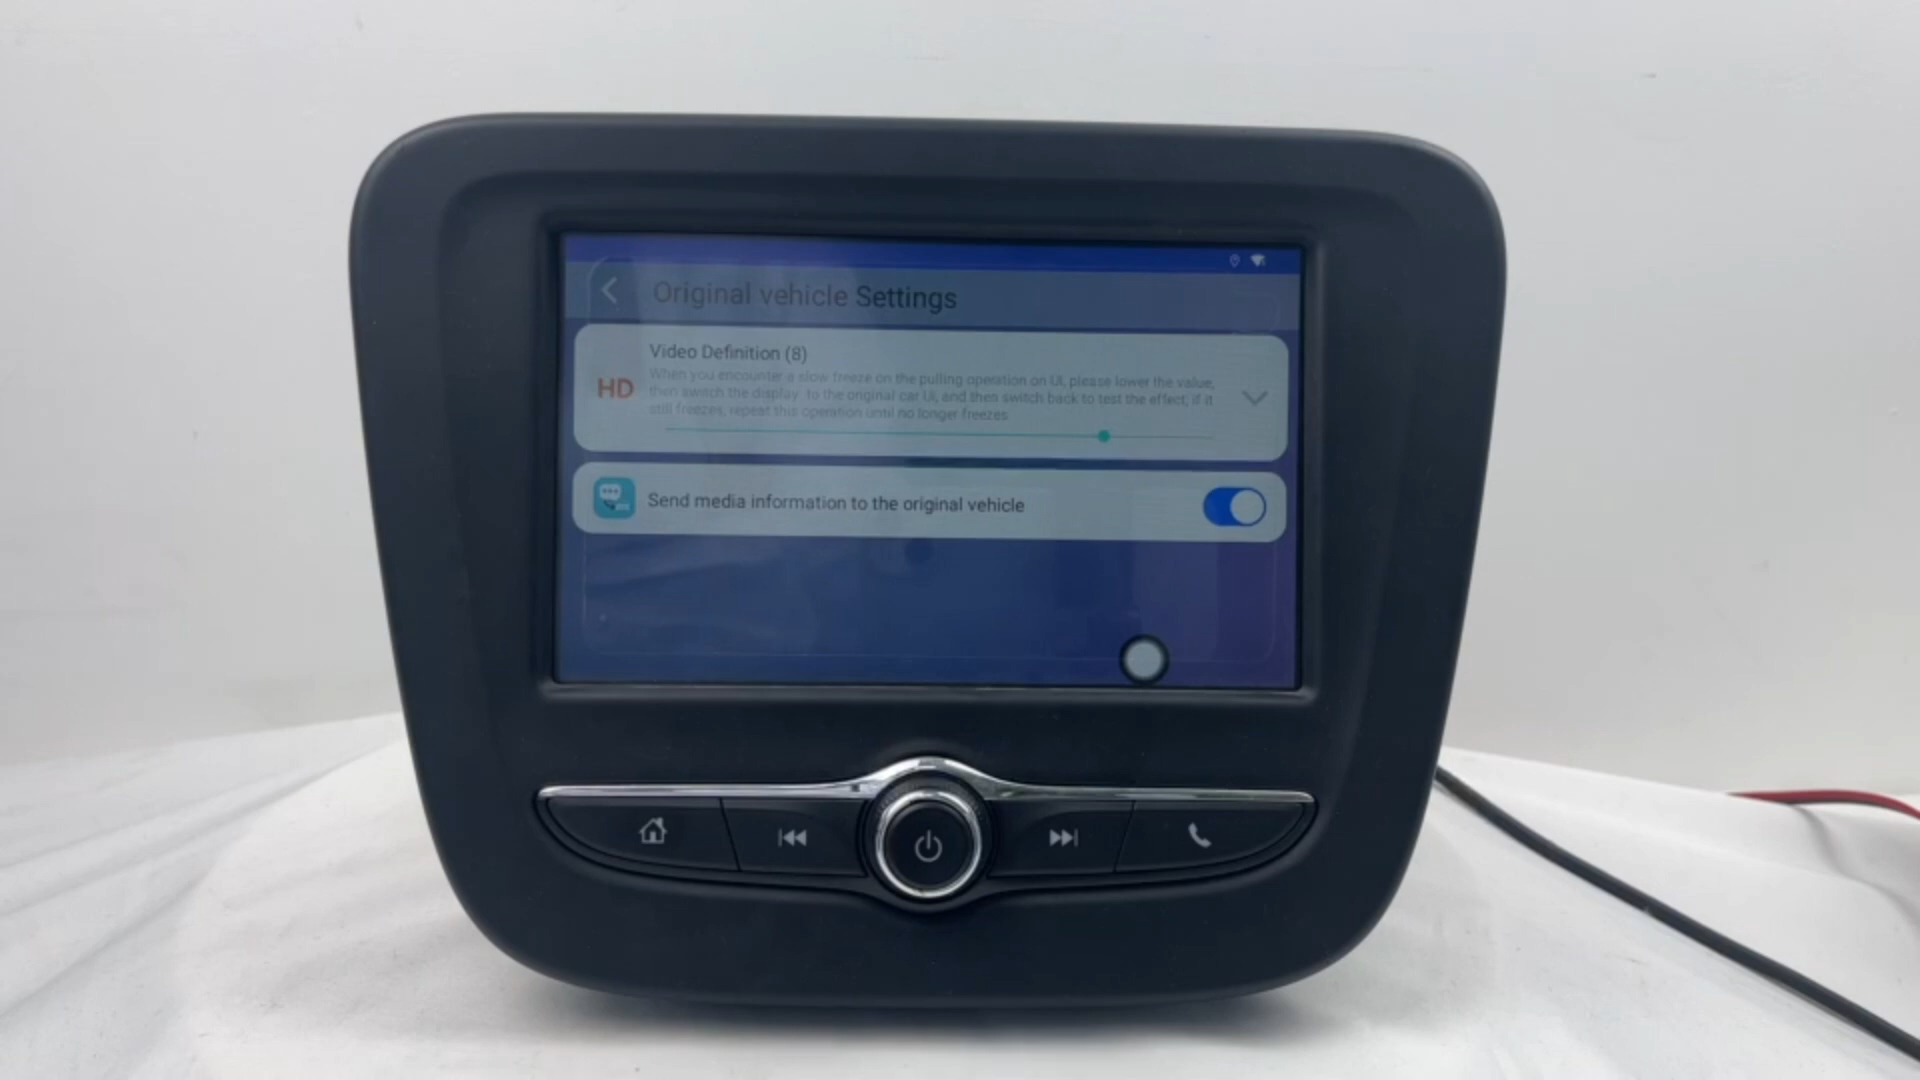 Original vehicle Settings
Video Definition (8)
HD
When you encounter a slow freeze on the pulling operation on UI, please lower the value,
then switch the display to the original car UI, and then switch back to test the effect; if it
still freezes, repeat this operation until no longer freezes
Send media information to the original vehicle